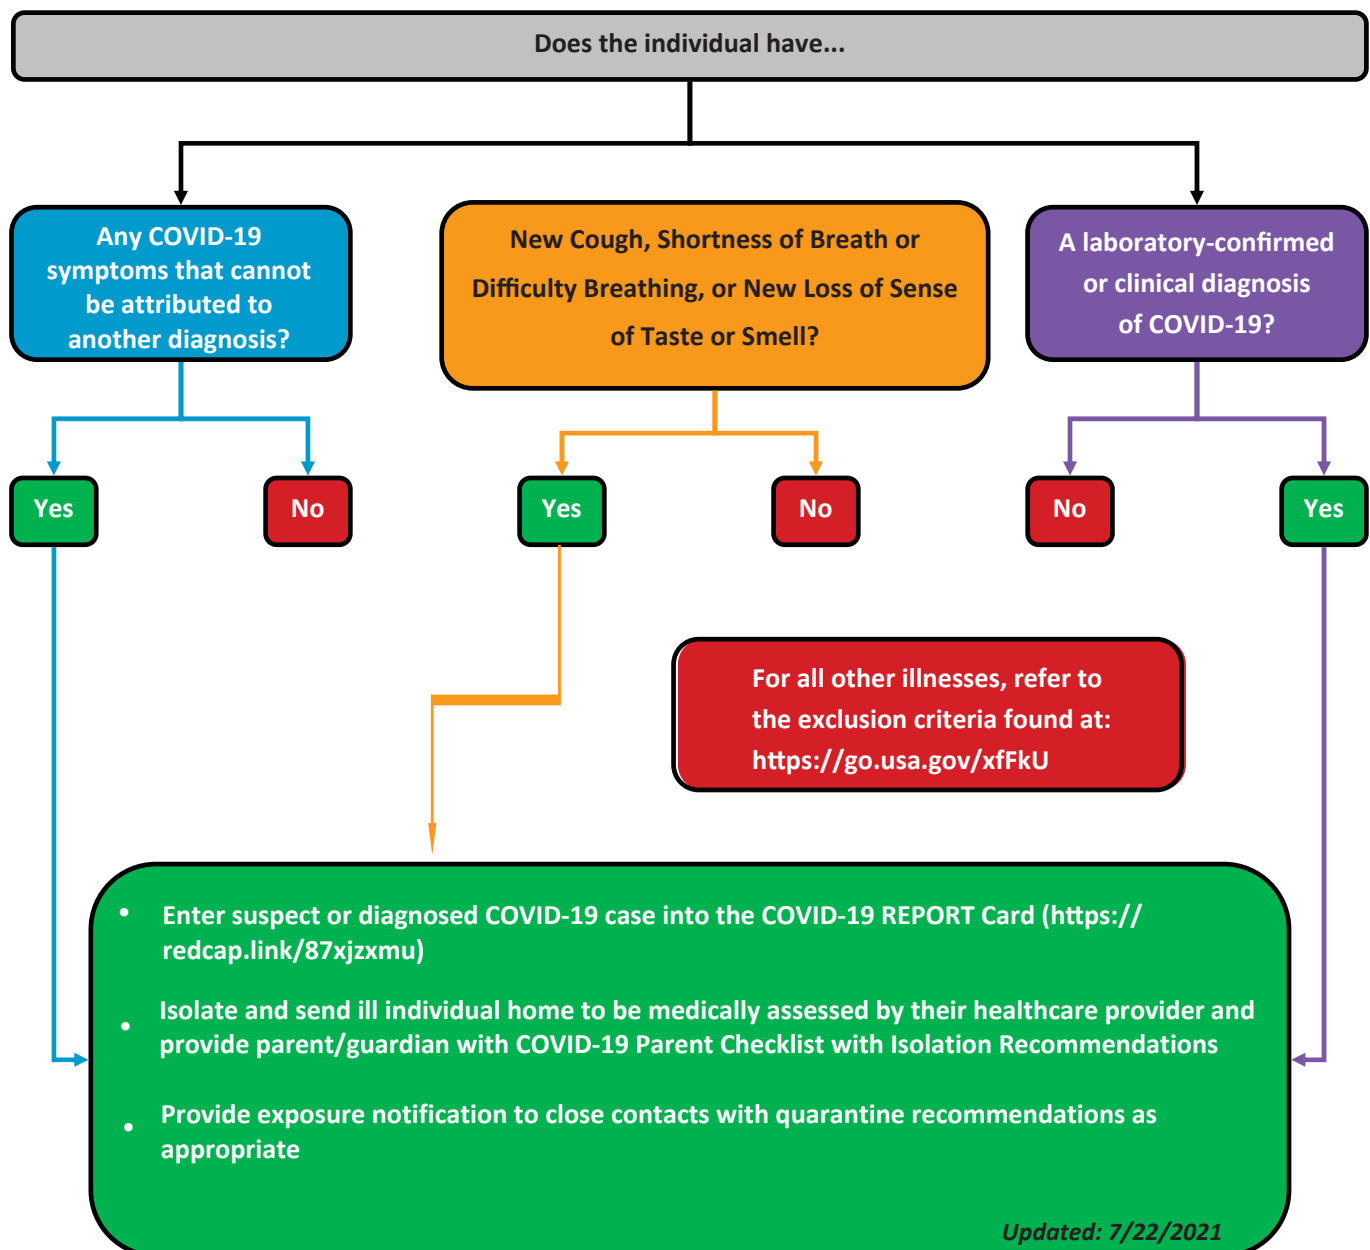 Does the individual have...
Any COVID-19
symptoms that cannot
be attributed to
another diagnosis?
New Cough, Shortness of Breath or
Difficulty Breathing, or New Loss of Sense
of Taste or Smell?
A laboratory-confirmed
or clinical diagnosis
of COVID-19?
Yes
No
Yes
No
No
Yes
For all other illnesses, refer to
the exclusion criteria found at:
https://go.usa.gov/xfFkU
• Enter suspect or diagnosed COVID-19 case into the COVID-19 REPORT Card (https://
redcap.link/87xjzxmu)
• Isolate and send ill individual home to be medically assessed by their healthcare provider and
provide parent/guardian with COVID-19 Parent Checklist with Isolation Recommendations
• Provide exposure notification to close contacts with quarantine recommendations as
appropriate
Updated: 7/22/2021